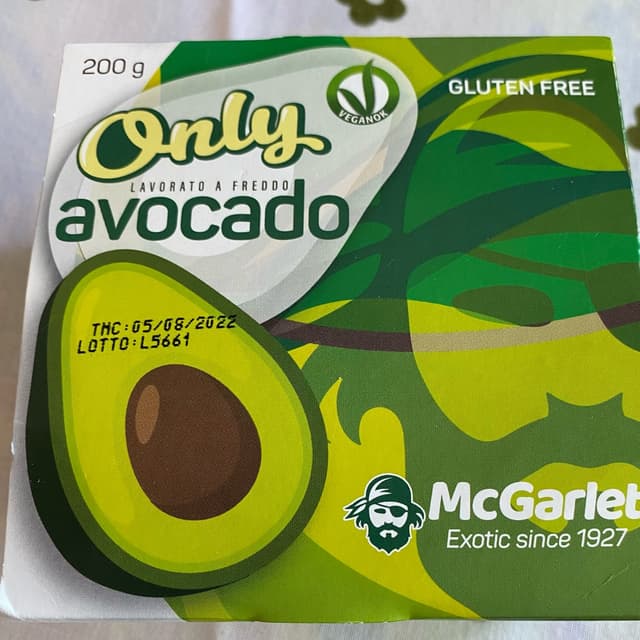 200 g
GLUTEN FREE
VEGANOK
Only
LAVORATO A FREDDO
avocado
TMC:05/08/2022
LOTTO:L5661
McGarlet
Exotic since 1927